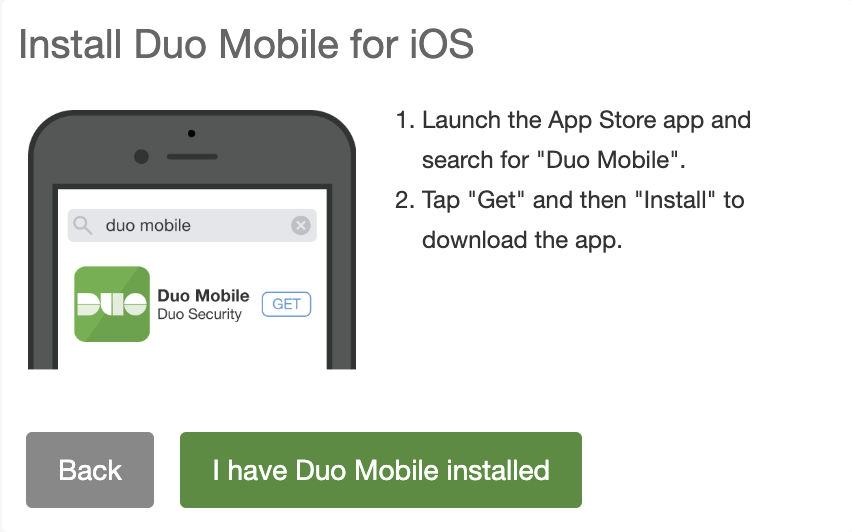 Install Duo Mobile for iOS
duo mobile
DUO
Duo Mobile
Duo Security
GET
1. Launch the App Store app and
search for "Duo Mobile".
2. Tap "Get" and then "Install" to
download the app.
Back
I have Duo Mobile installed